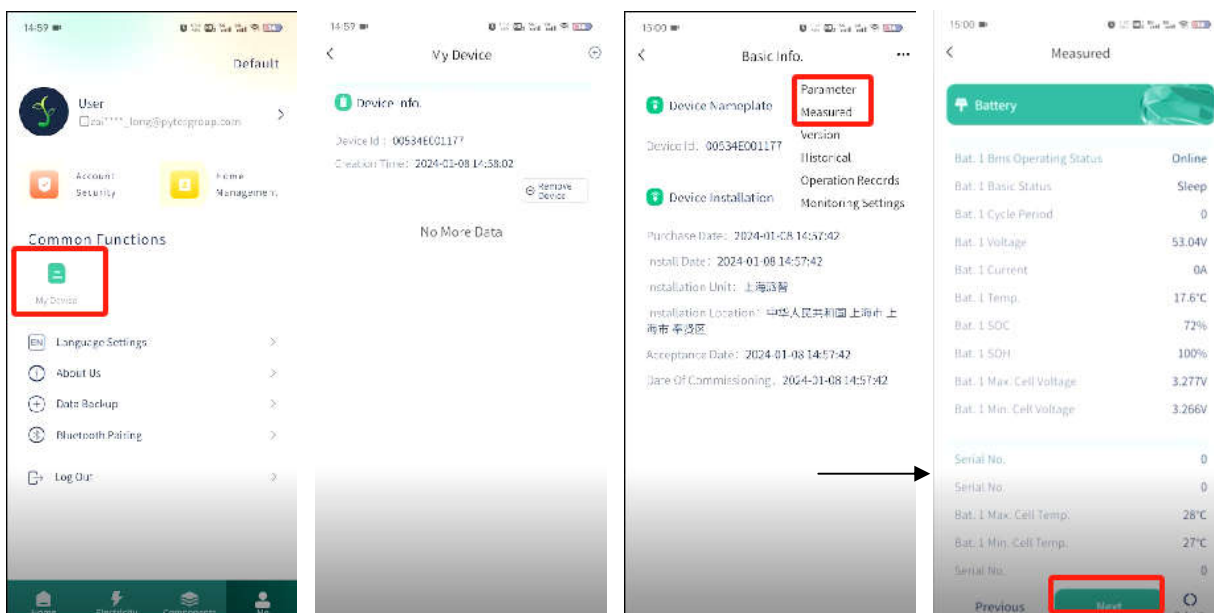 14:59
Default
User
zai****_long@pytesgroup.com
Account
Security
Home
Management
Common Functions
My Device
EN Language Settings
About Us
Data Backup
Bluetooth Pairing
Log Out
Home Electricity Components Me
14:59
My Device
Device Info.
Device Id : 00534E001177
Creation Time: 2024-01-08 14:58:02
Remove
Device
No More Data
15:00
Basic Info.
Parameter
Measured
Version
Historical
Operation Records
Monitoring Settings
Device Nameplate
Device Id: 00534E001177
Device Installation
Purchase Date: 2024-01-08 14:57:42
Install Date: 2024-01-08 14:57:42
Installation Unit: 上海派智
Installation Location: 中华人民共和国 上海市 上
海市 奉贤区
Acceptance Date: 2024-01-08 14:57:42
Date Of Commissioning: 2024-01-08 14:57:42
15:00
Measured
Battery
Bat. 1 Bms Operating Status Online
Bat. 1 Basic Status Sleep
Bat. 1 Cycle Period 0
Bat. 1 Voltage 53.04V
Bat. 1 Current 0A
Bat. 1 Temp. 17.6°C
Bat. 1 SOC 72%
Bat. 1 SOH 100%
Bat. 1 Max. Cell Voltage 3.277V
Bat. 1 Min. Cell Voltage 3.266V
Serial No. 0
Serial No. 0
Bat. 1 Max. Cell Temp. 28°C
Bat. 1 Min. Cell Temp. 27°C
Serial No. 0
Previous Next